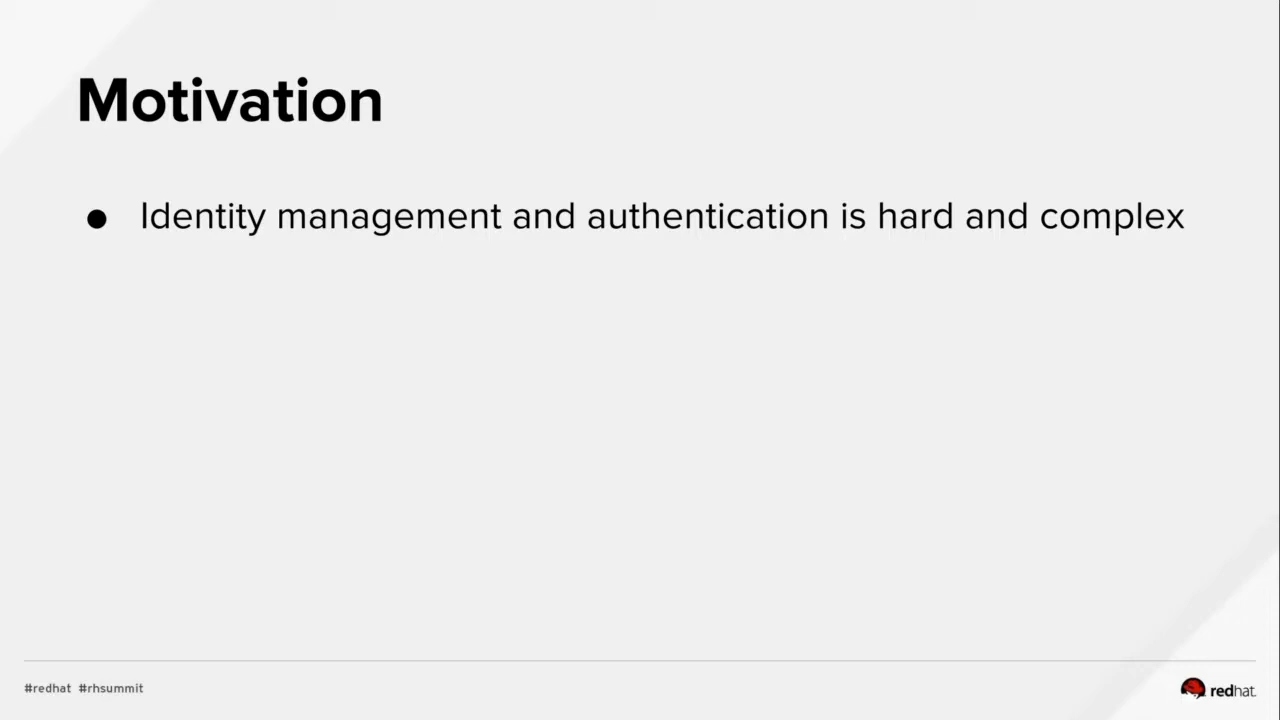 Motivation
● Identity management and authentication is hard and complex
#redhat #rhsummit
redhat.